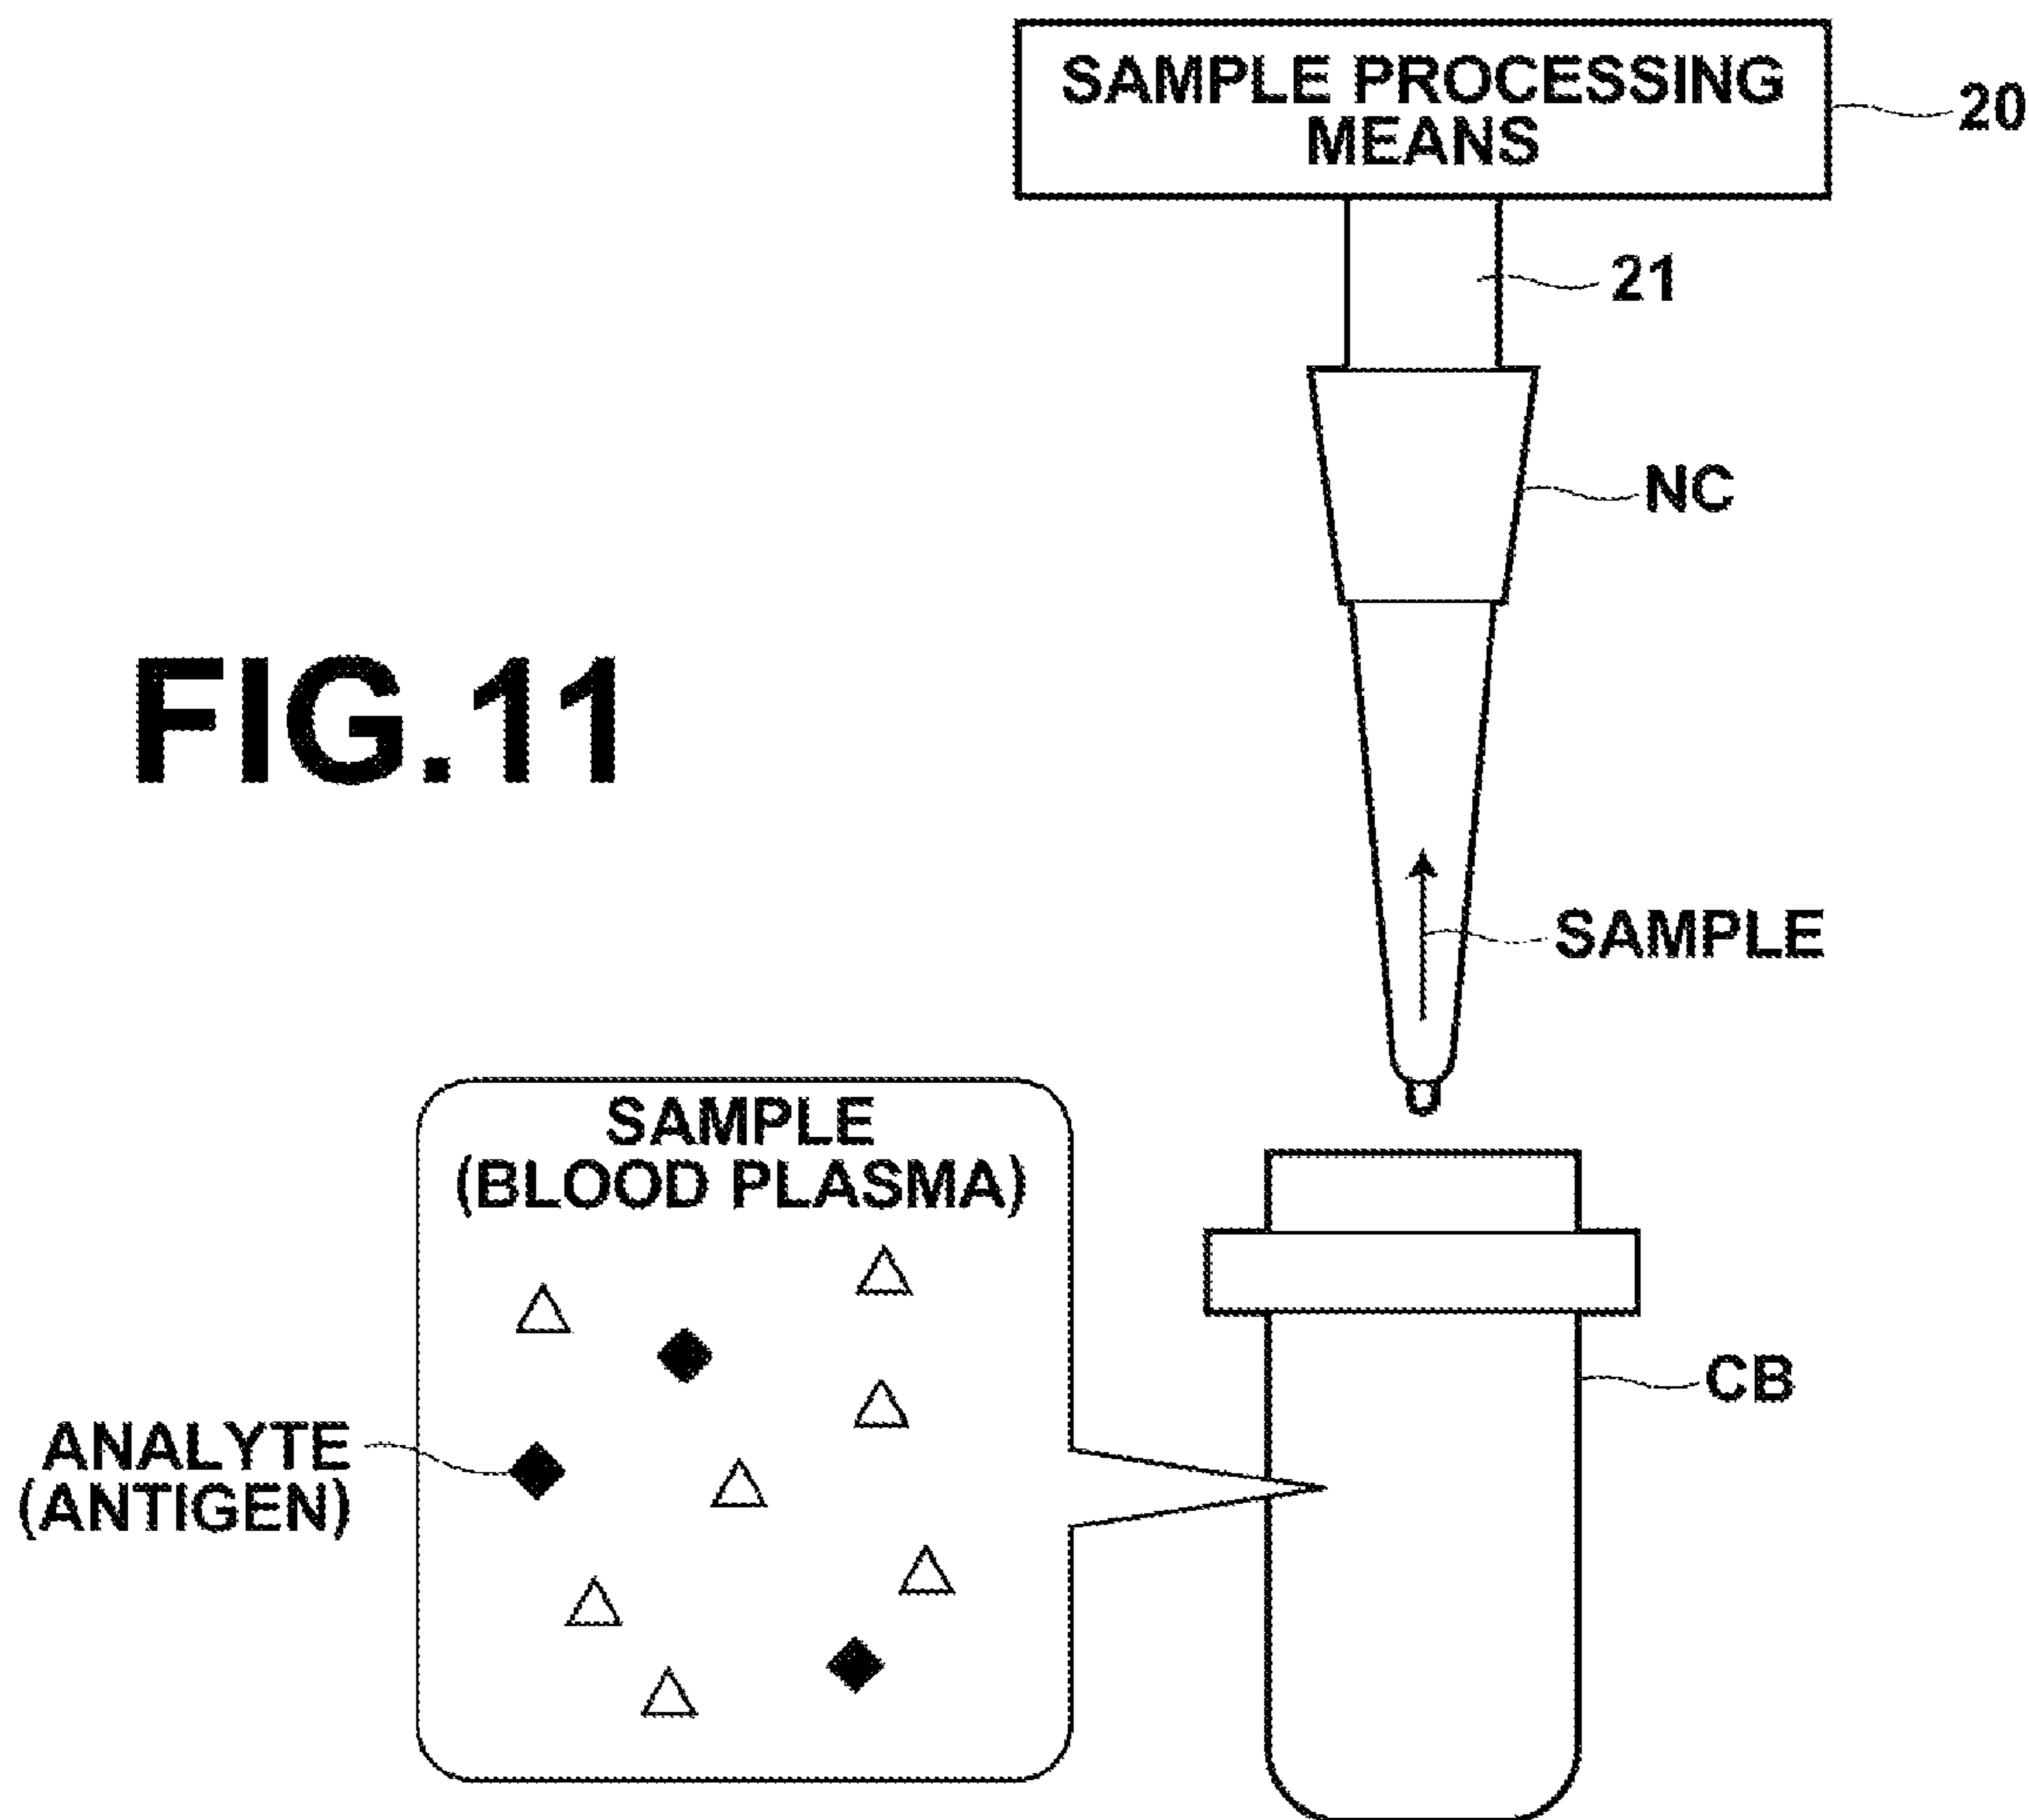 SAMPLE PROCESSING
MEANS
20
21
NC
FIG.11
SAMPLE
SAMPLE
(BLOOD PLASMA)
CB
ANALYTE
(ANTIGEN)